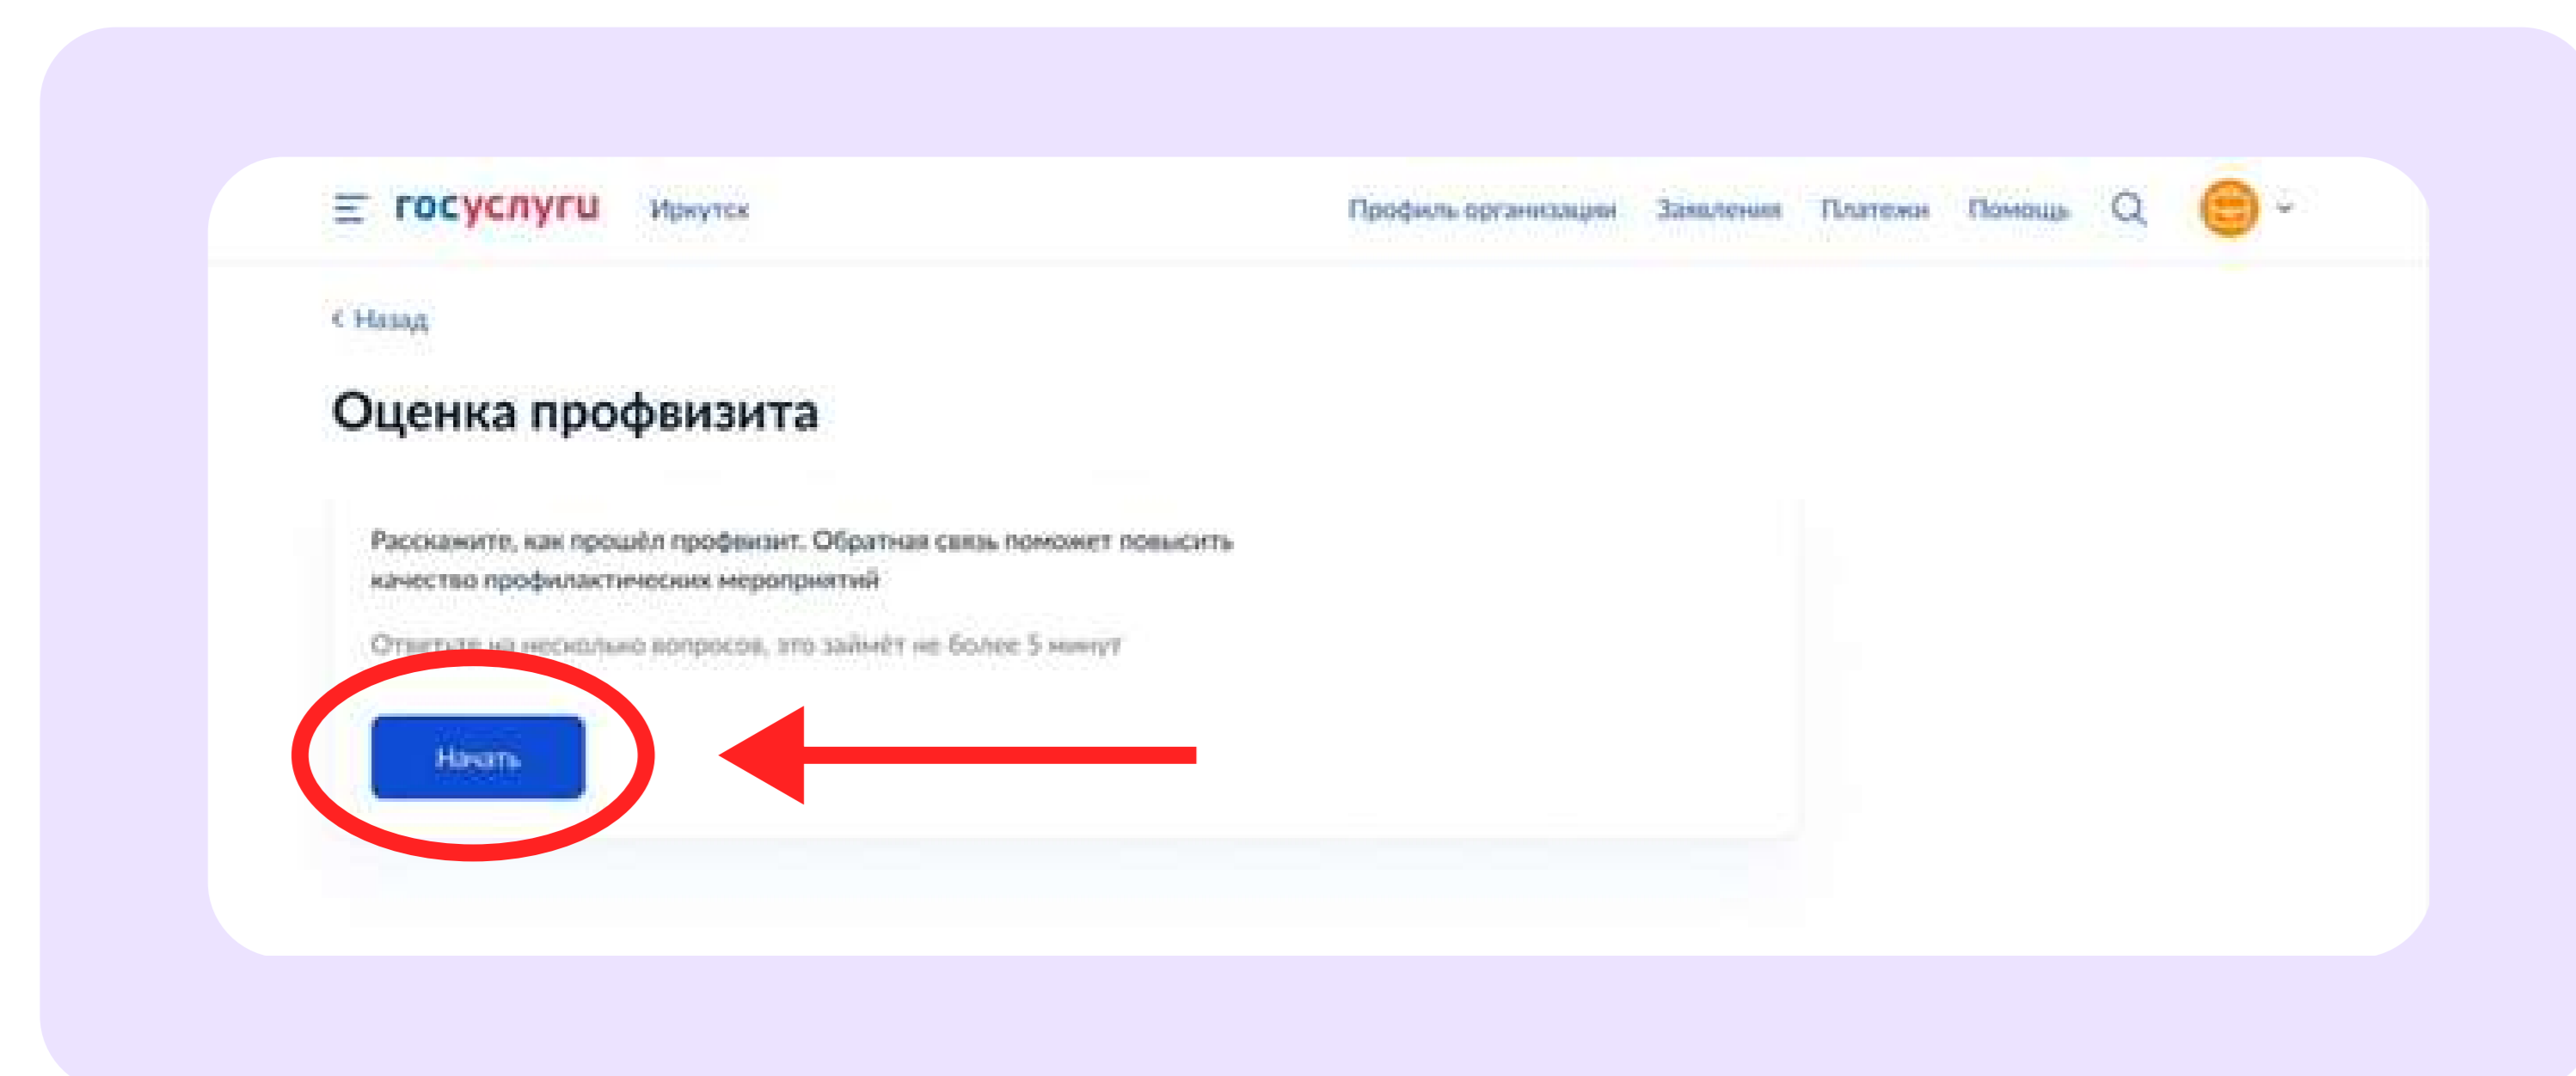 госуслуги Иркутск Профиль организации Заявления Платежи Помощь
Назад
Оценка профвизита
Расскажите, как прошёл профвизит. Обратная связь поможет повысить
качество профилактических мероприятий
Ответьте на несколько вопросов, это займёт не более 5 минут
Начать